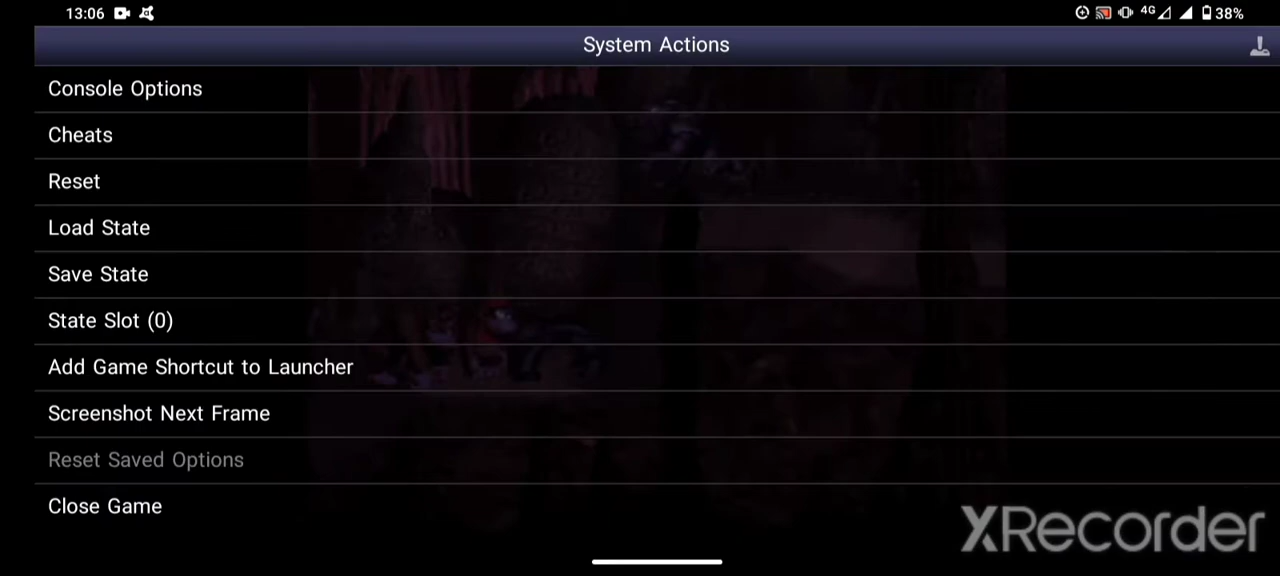 13:06 4G 38%
System Actions
Console Options
Cheats
Reset
Load State
Save State
State Slot (0)
Add Game Shortcut to Launcher
Screenshot Next Frame
Reset Saved Options
Close Game
XRecorder